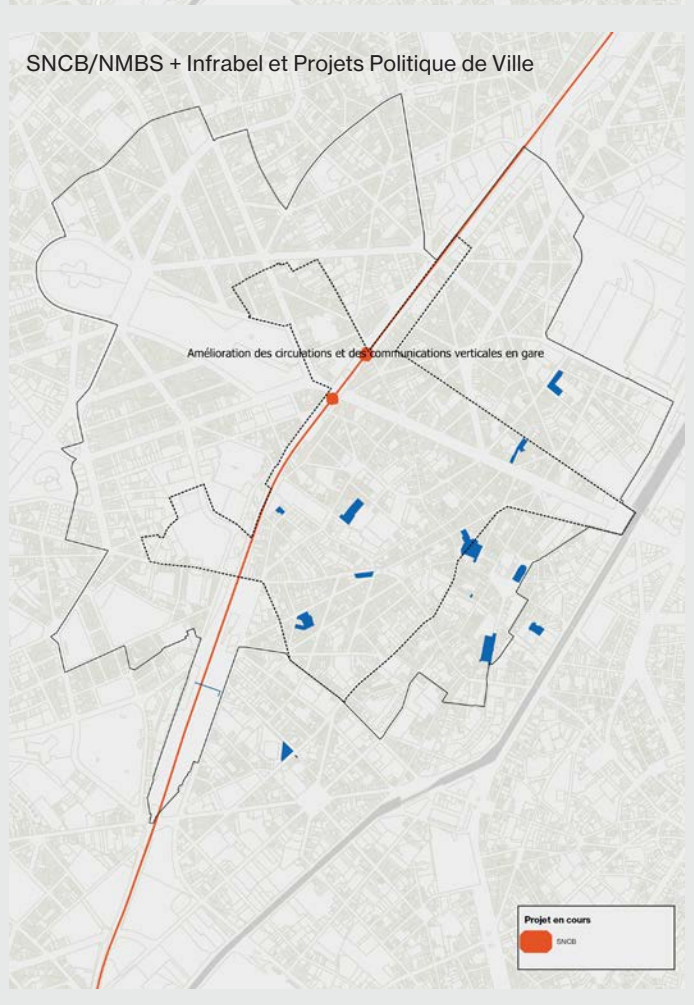 SNCB/NMBS + Infrabel et Projets Politique de Ville
Amélioration des circulations et des communications verticales en gare
Projet en cours
SNCB